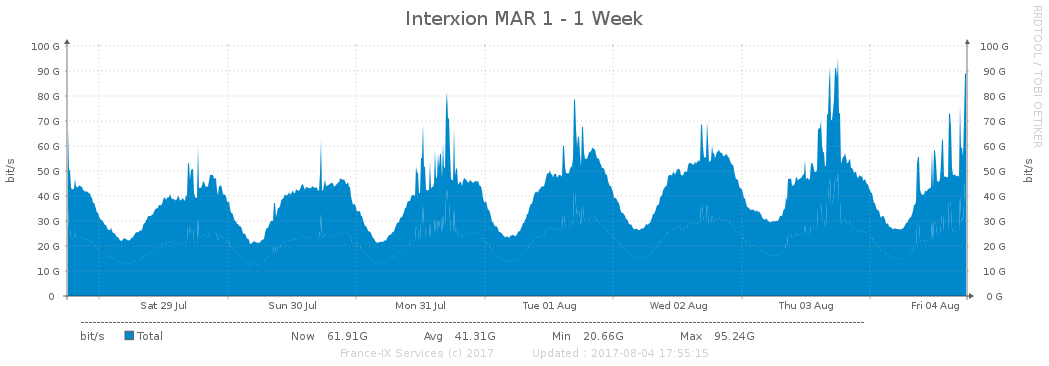 Interxion MAR 1 - 1 Week
RRDTOOL / TOBI OETIKER
bit/s
bit/s
100 G 100 G
90 G 90 G
80 G 80 G
70 G 70 G
60 G 60 G
50 G 50 G
40 G 40 G
30 G 30 G
20 G 20 G
10 G 10 G
0 0 G
Sat 29 Jul Sun 30 Jul Mon 31 Jul Tue 01 Aug Wed 02 Aug Thu 03 Aug Fri 04 Aug
bit/s Total Now 61.91G Avg 41.31G Min 20.66G Max 95.24G
France-IX Services (c) 2017 Updated : 2017-08-04 17:55:15